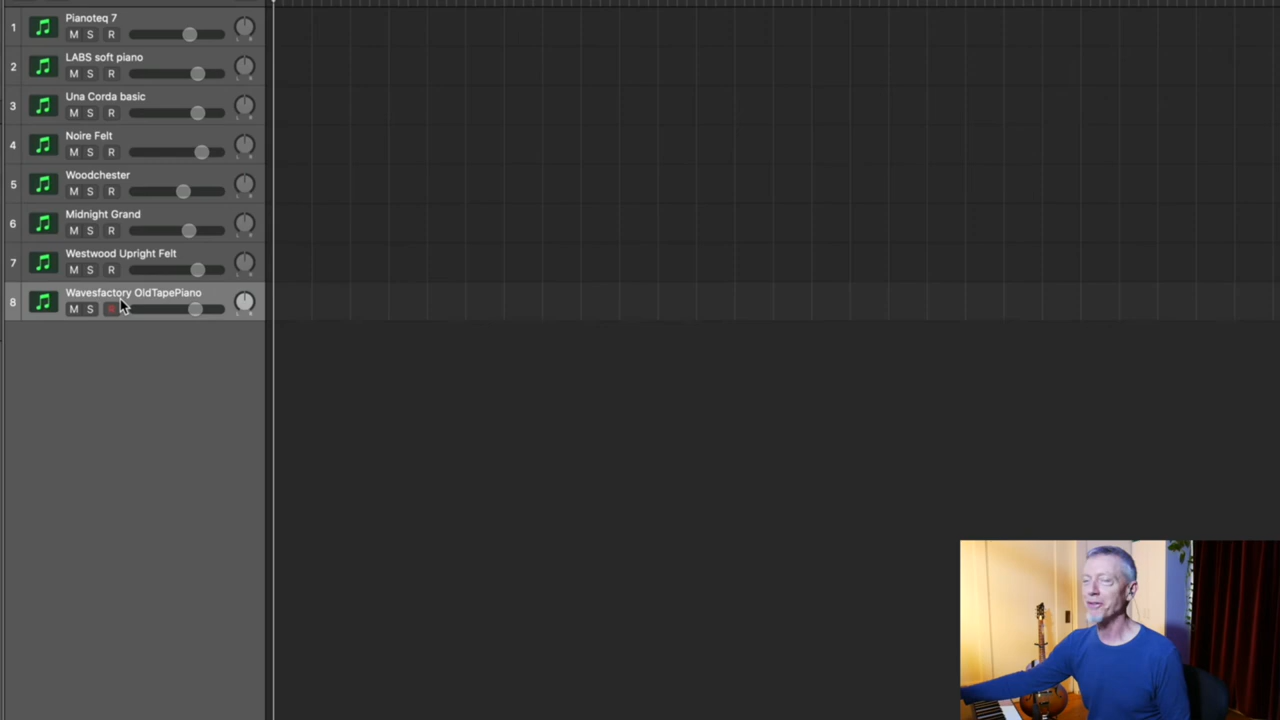 1
Pianoteq 7
M S R
L R
2
LABS soft piano
M S R
L R
3
Una Corda basic
M S R
L R
4
Noire Felt
M S R
L R
5
Woodchester
M S R
L R
6
Midnight Grand
M S R
L R
7
Westwood Upright Felt
M S R
L R
8
Wavesfactory OldTapePiano
M S R
L R